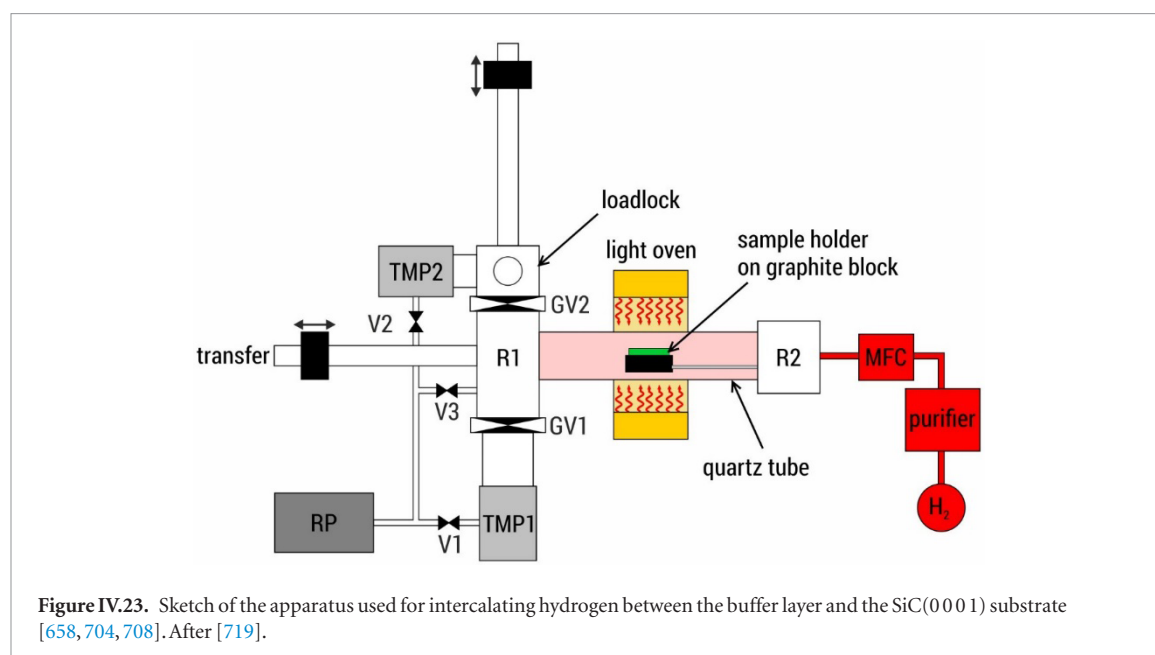 loadlock
sample holder
on graphite block
light oven
TMP2
GV2
V2
transfer
R1
R2
MFC
V3
GV1
purifier
quartz tube
RP
V1
TMP1
H2
Figure IV.23. Sketch of the apparatus used for intercalating hydrogen between the buffer layer and the SiC(0 0 0 1) substrate
[658, 704, 708]. After [719].